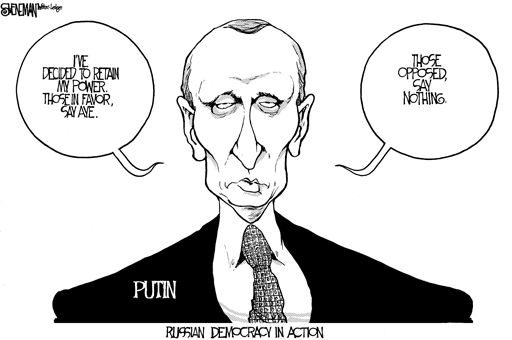 SHENEMAN
I'VE
DECIDED TO RETAIN
MY POWER.
THOSE IN FAVOR,
SAY AYE.
THOSE
OPPOSED,
SAY
NOTHING.
PUTIN
RUSSIAN DEMOCRACY IN ACTION